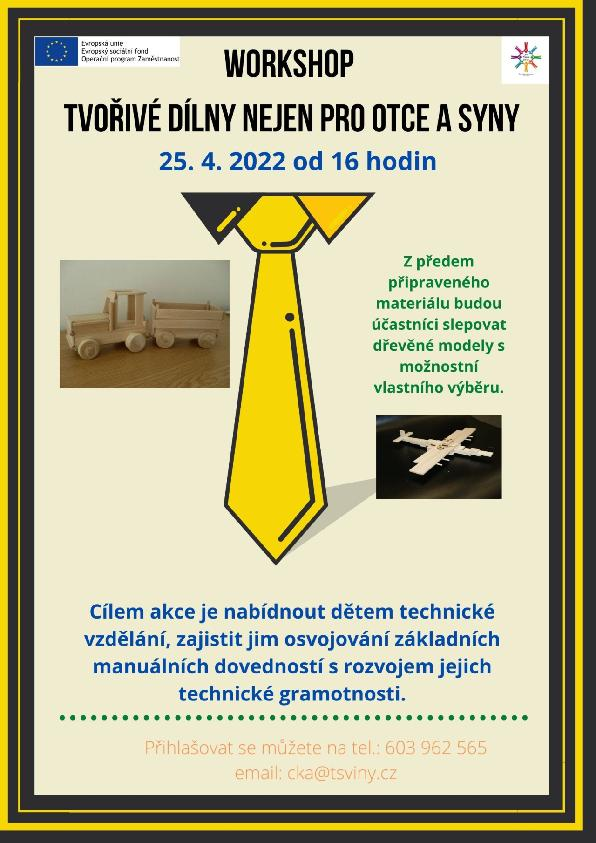 Evropská unie
Evropský sociální fond
Operační program Zaměstnanost
WORKSHOP
TVOŘIVÉ DÍLNY NEJEN PRO OTCE A SYNY
25. 4. 2022 od 16 hodin
Z předem
připraveného
materiálu budou
účastníci slepovat
dřevěné modely s
možnostní
vlastního výběru.
Cílem akce je nabídnout dětem technické
vzdělání, zajistit jim osvojování základních
manuálních dovedností s rozvojem jejich
technické gramotnosti.
Přihlašovat se můžete na tel.: 603 962 565
email: cka@tsviny.cz